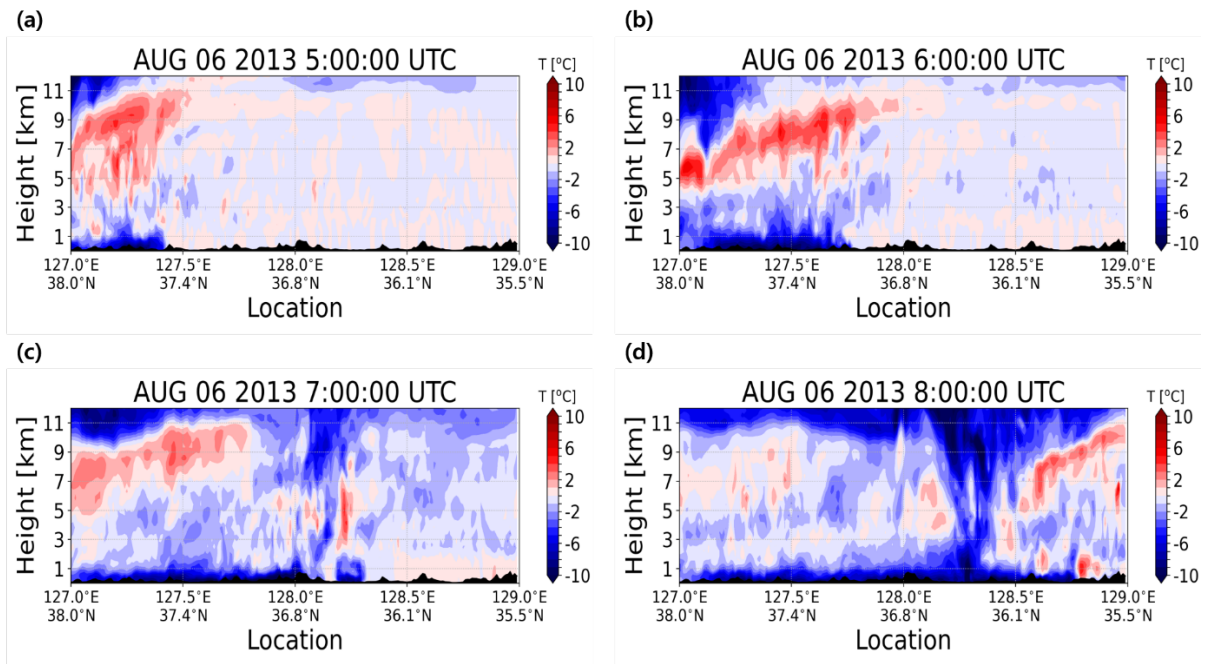 (a)
AUG 06 2013 5:00:00 UTC
T [°C]
Height [km]
11
9
7
5
3
1
10
6
2
-2
-6
-10
127.0°E 127.5°E 128.0°E 128.5°E 129.0°E
38.0°N 37.4°N 36.8°N 36.1°N 35.5°N
Location
(b)
AUG 06 2013 6:00:00 UTC
T [°C]
Height [km]
11
9
7
5
3
1
10
6
2
-2
-6
-10
127.0°E 127.5°E 128.0°E 128.5°E 129.0°E
38.0°N 37.4°N 36.8°N 36.1°N 35.5°N
Location
(c)
AUG 06 2013 7:00:00 UTC
T [°C]
Height [km]
11
9
7
5
3
1
10
6
2
-2
-6
-10
127.0°E 127.5°E 128.0°E 128.5°E 129.0°E
38.0°N 37.4°N 36.8°N 36.1°N 35.5°N
Location
(d)
AUG 06 2013 8:00:00 UTC
T [°C]
Height [km]
11
9
7
5
3
1
10
6
2
-2
-6
-10
127.0°E 127.5°E 128.0°E 128.5°E 129.0°E
38.0°N 37.4°N 36.8°N 36.1°N 35.5°N
Location